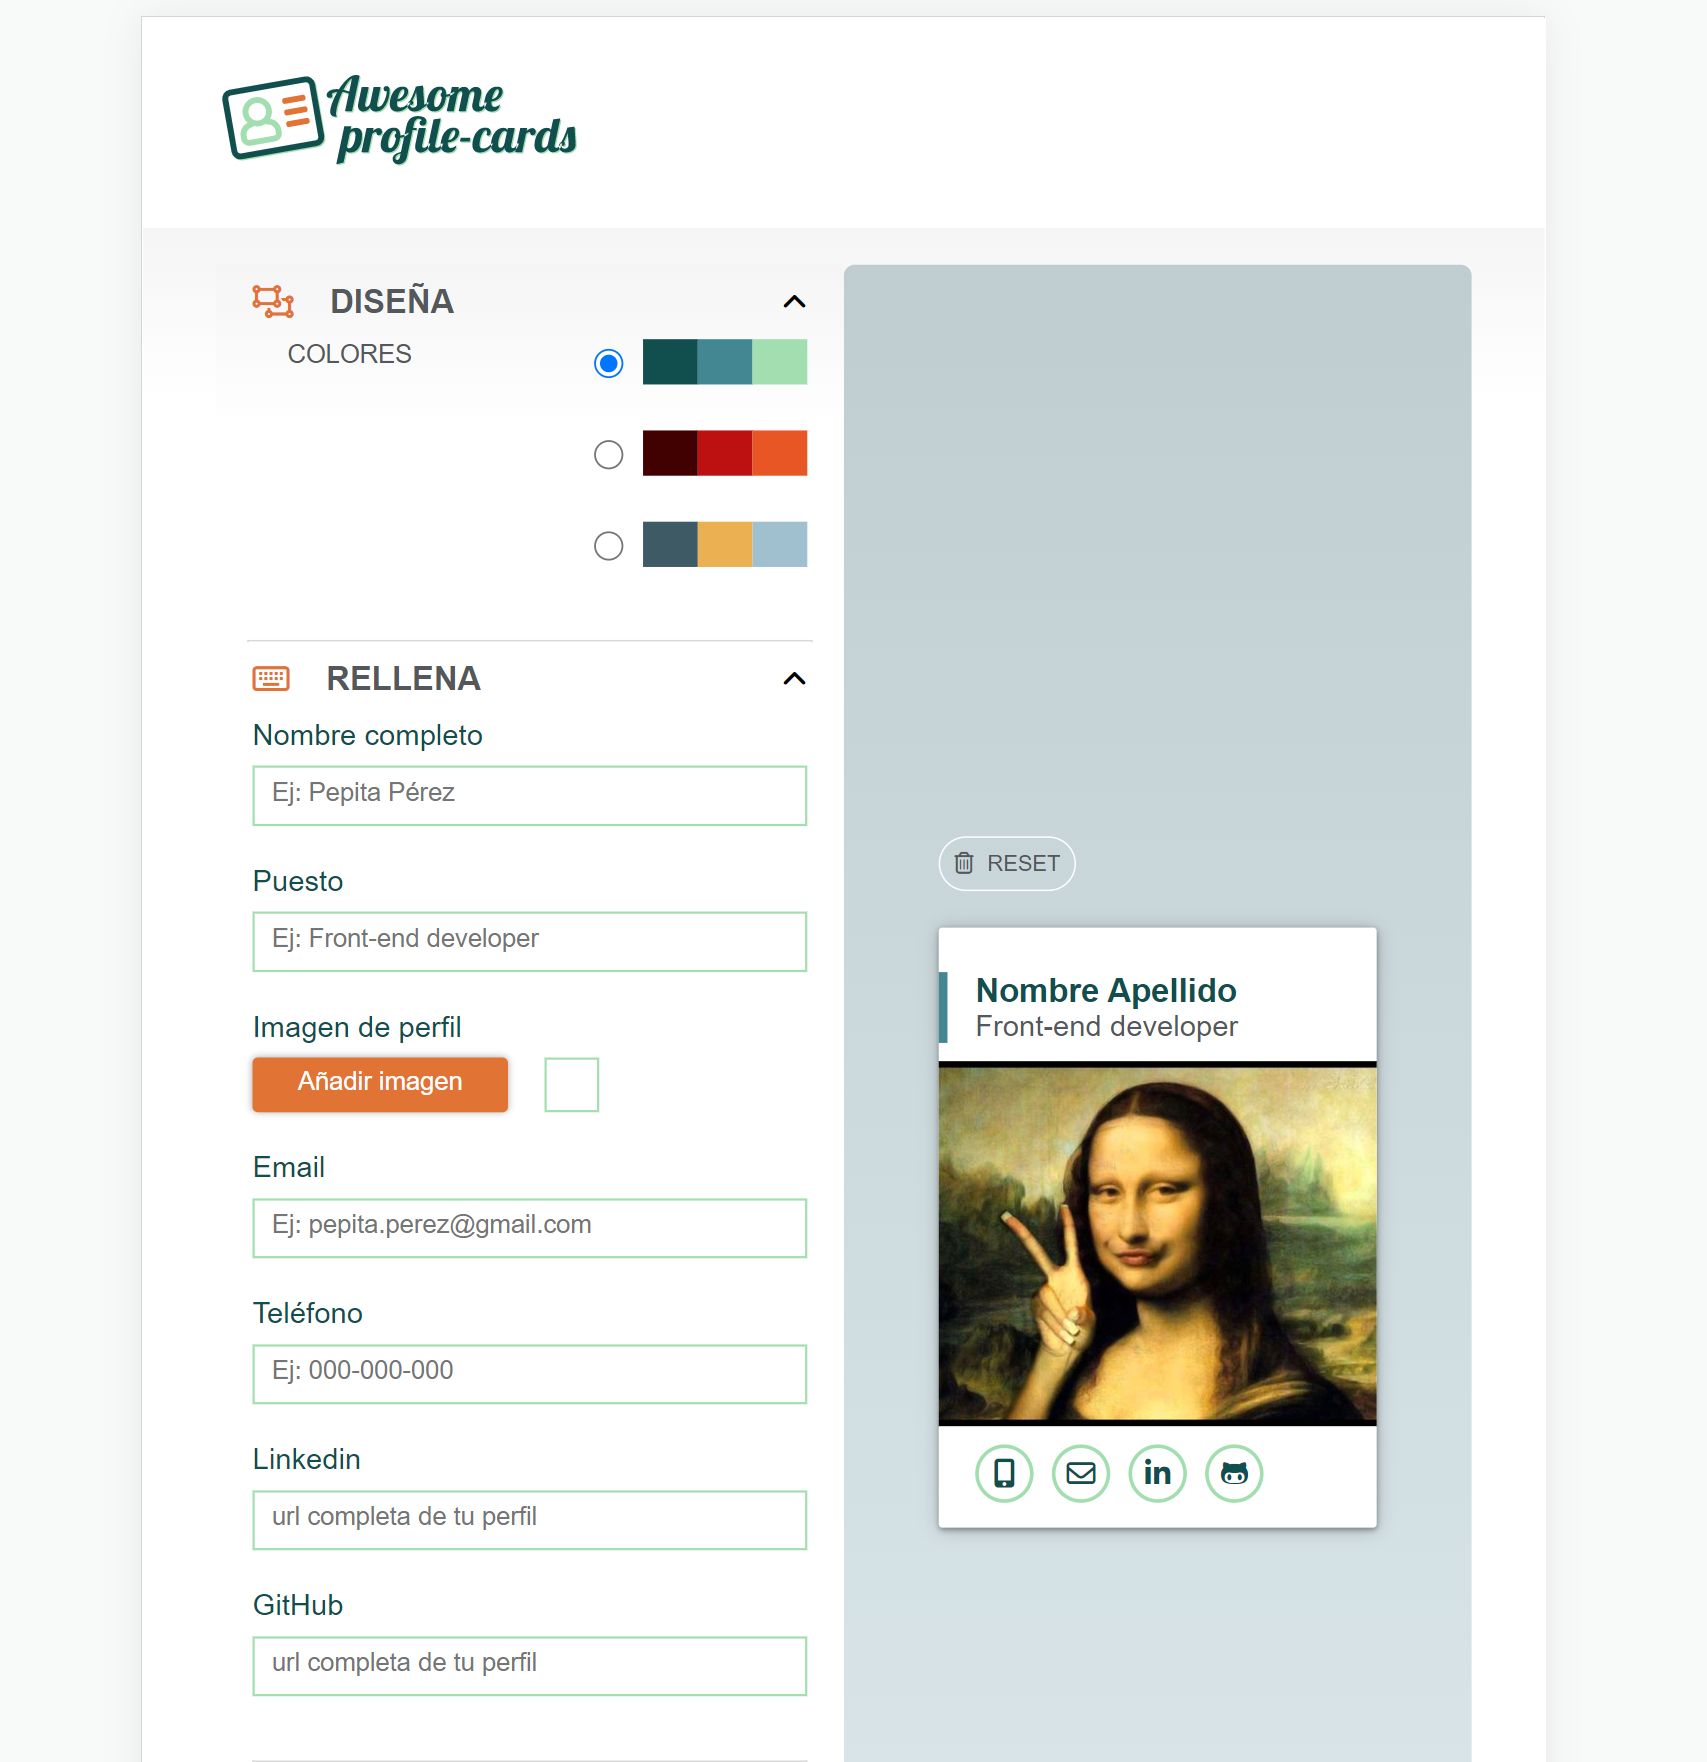 Awesome
profile-cards
DISEÑA
COLORES
RELLENA
Nombre completo
Ej: Pepita Pérez
Puesto
Ej: Front-end developer
Imagen de perfil
Añadir imagen
Email
Ej: pepita.perez@gmail.com
Teléfono
Ej: 000-000-000
Linkedin
url completa de tu perfil
GitHub
url completa de tu perfil
RESET
Nombre Apellido
Front-end developer
in